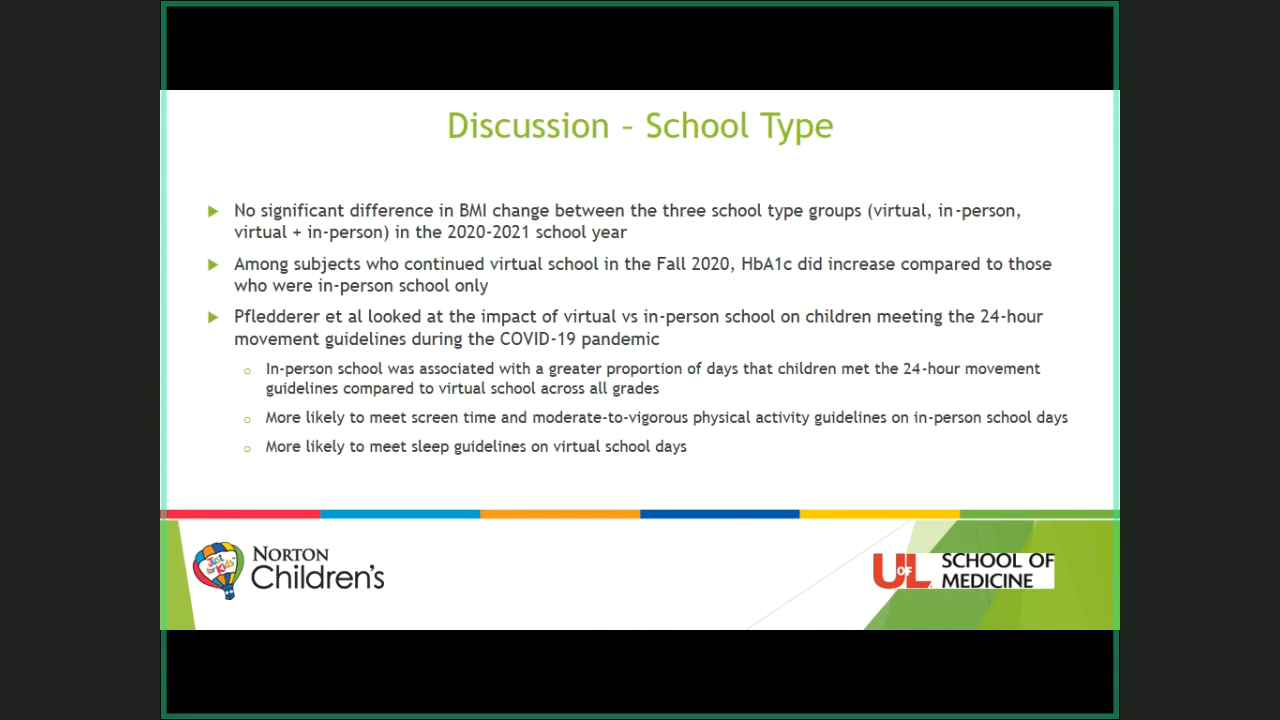 Discussion – School Type
No significant difference in BMI change between the three school type groups (virtual, in-person,
virtual + in-person) in the 2020-2021 school year
Among subjects who continued virtual school in the Fall 2020, HbA1c did increase compared to those
who were in-person school only
Pfledderer et al looked at the impact of virtual vs in-person school on children meeting the 24-hour
movement guidelines during the COVID-19 pandemic
In-person school was associated with a greater proportion of days that children met the 24-hour movement
guidelines compared to virtual school across all grades
More likely to meet screen time and moderate-to-vigorous physical activity guidelines on in-person school days
More likely to meet sleep guidelines on virtual school days
Just for Kids
NORTON
Children's
UofL
SCHOOL OF
MEDICINE